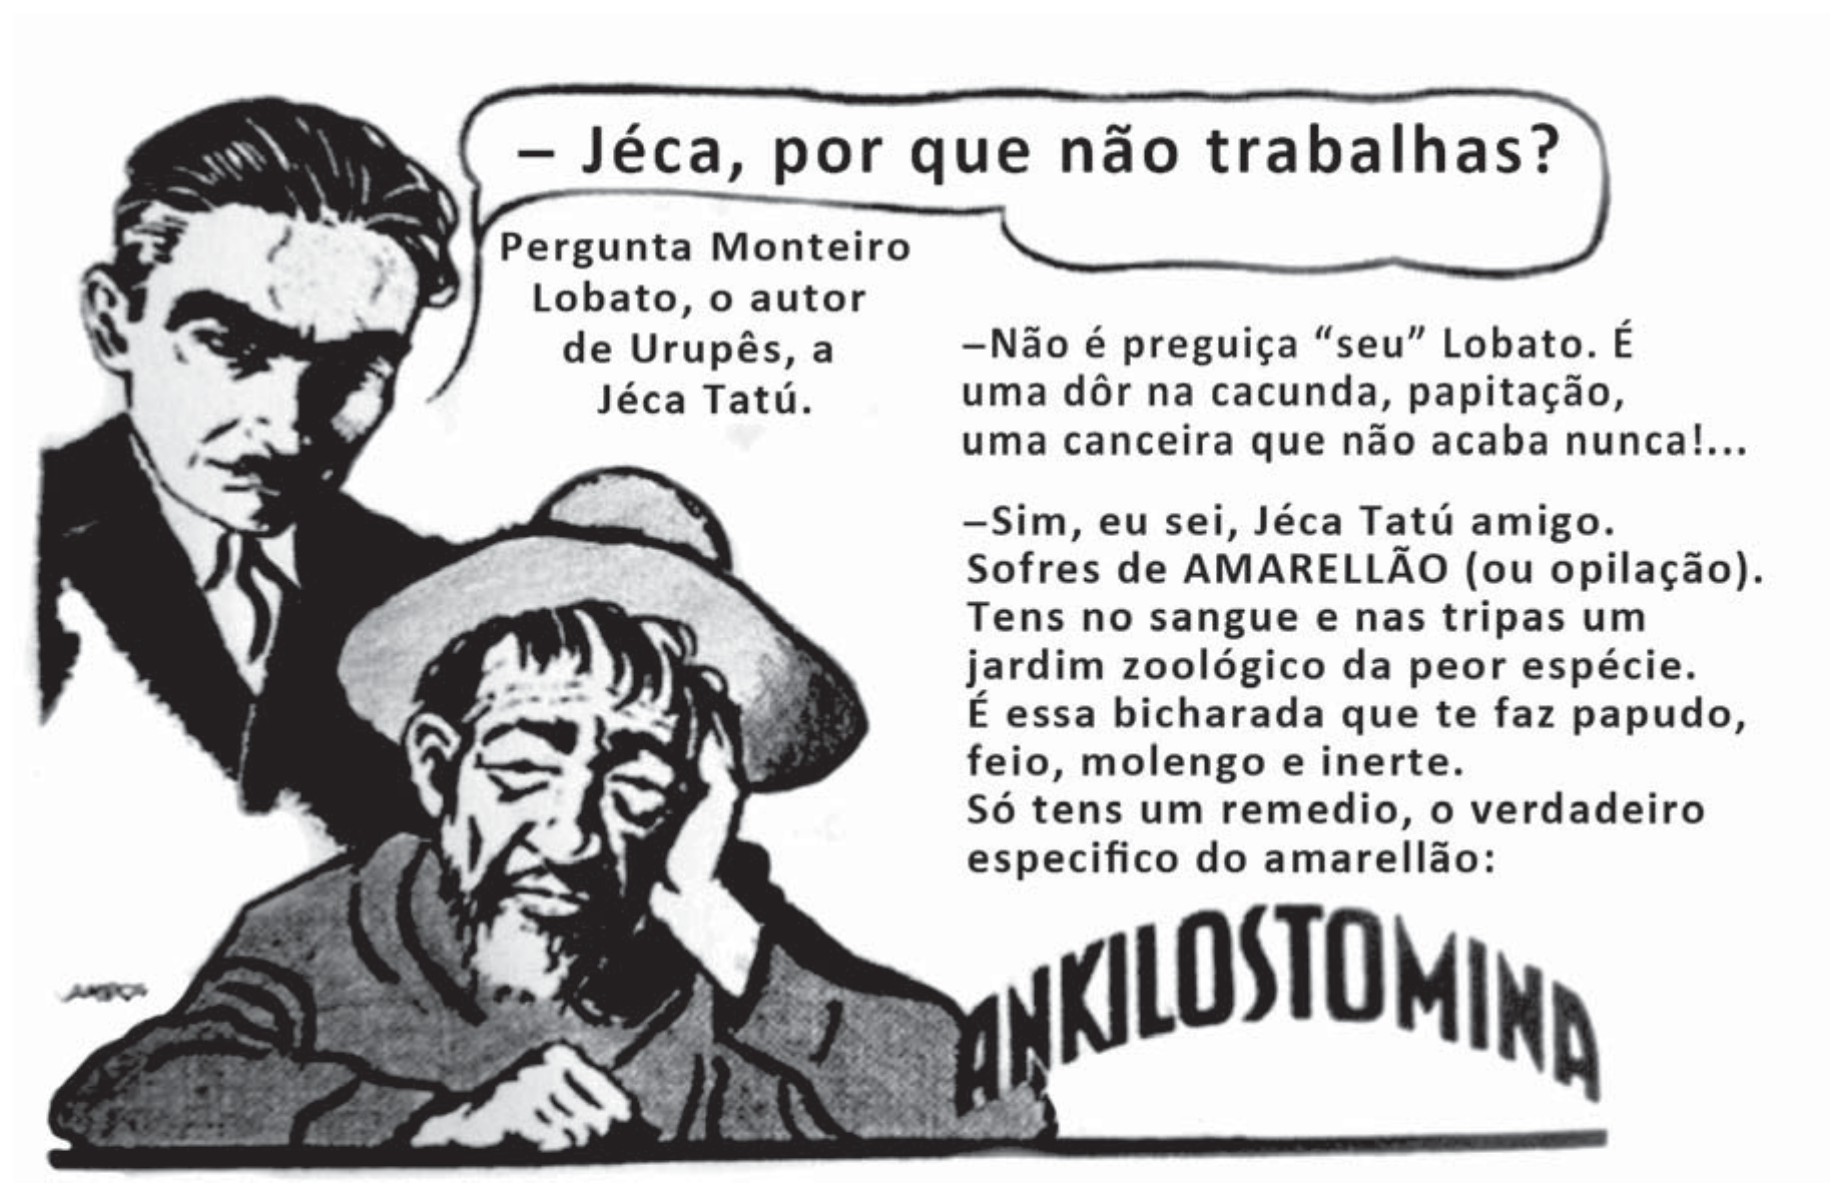 – Jéca, por que não trabalhas?
Pergunta Monteiro
Lobato, o autor
de Urupês, a
Jéca Tatú.
–Não é preguiça “seu” Lobato. É
uma dôr na cacunda, papitação,
uma canceira que não acaba nunca!...
–Sim, eu sei, Jéca Tatú amigo.
Sofres de AMARELLÃO (ou opilação).
Tens no sangue e nas tripas um
jardim zoológico da peor espécie.
É essa bicharada que te faz papudo,
feio, molengo e inerte.
Só tens um remedio, o verdadeiro
especifico do amarellão:
ANKILOSTOMINA